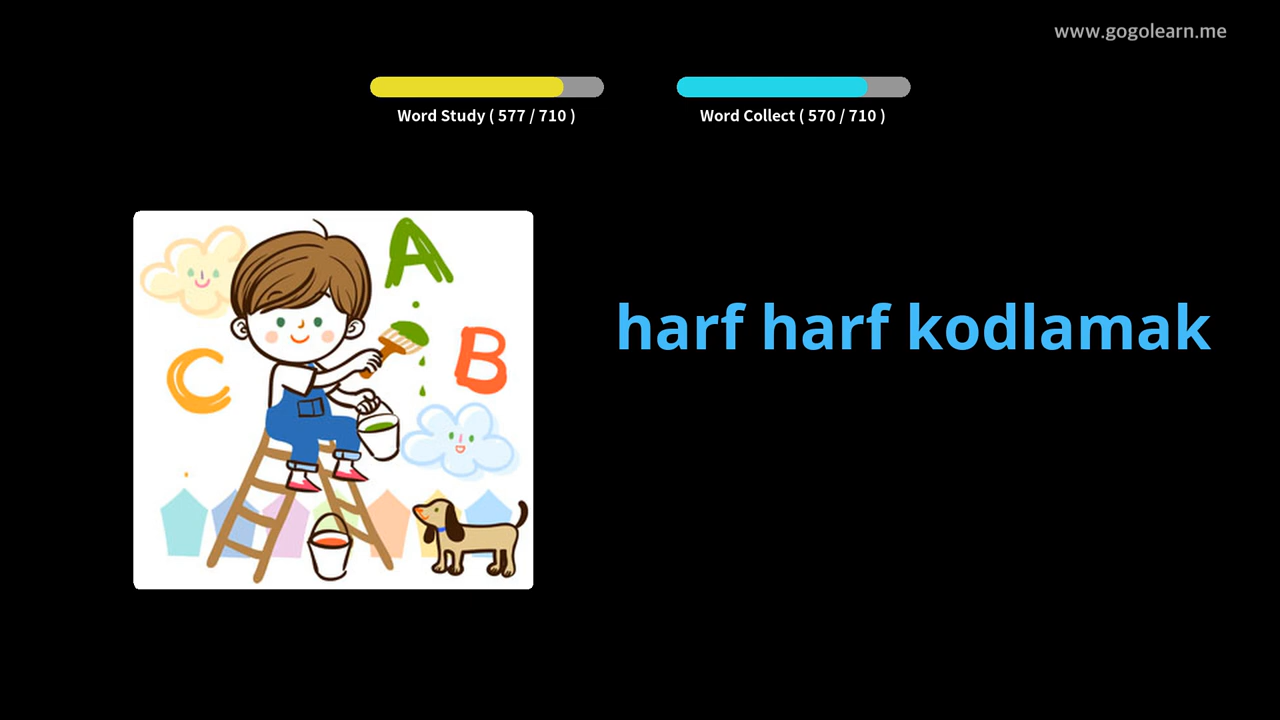 www.gogolearn.me
Word Study ( 577 / 710 )
Word Collect ( 570 / 710 )
A
B
C
harf harf kodlamak